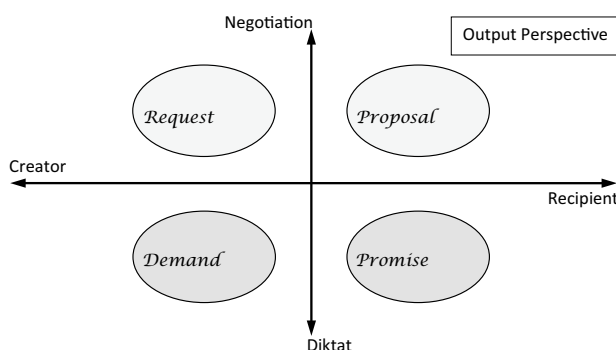 Negotiation
Output Perspective
Request
Proposal
Creator
Recipient
Demand
Promise
Diktat